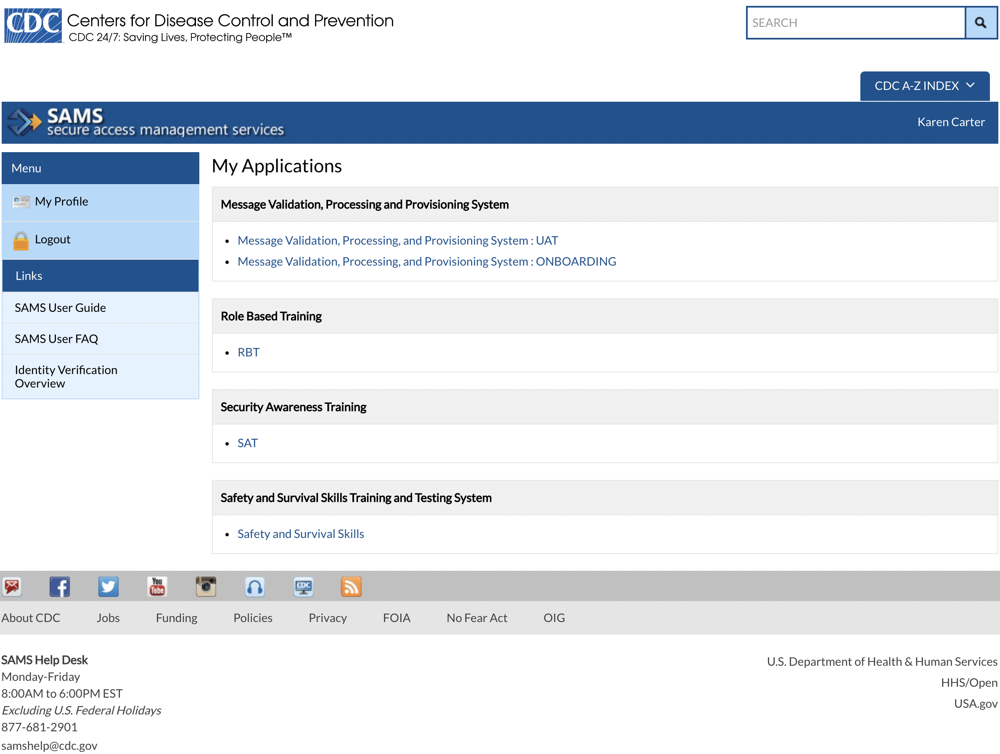 CDC Centers for Disease Control and Prevention
CDC 24/7: Saving Lives, Protecting People™
SEARCH
CDC A-Z INDEX
SAMS
secure access management services
Karen Carter
Menu
My Profile
Logout
Links
SAMS User Guide
SAMS User FAQ
Identity Verification
Overview
My Applications
Message Validation, Processing and Provisioning System
Message Validation, Processing, and Provisioning System : UAT
Message Validation, Processing, and Provisioning System : ONBOARDING
Role Based Training
RBT
Security Awareness Training
SAT
Safety and Survival Skills Training and Testing System
Safety and Survival Skills
You
Tube
CDC
About CDC Jobs Funding Policies Privacy FOIA No Fear Act OIG
SAMS Help Desk
Monday-Friday
8:00AM to 6:00PM EST
Excluding U.S. Federal Holidays
877-681-2901
samshelp@cdc.gov
U.S. Department of Health & Human Services
HHS/Open
USA.gov